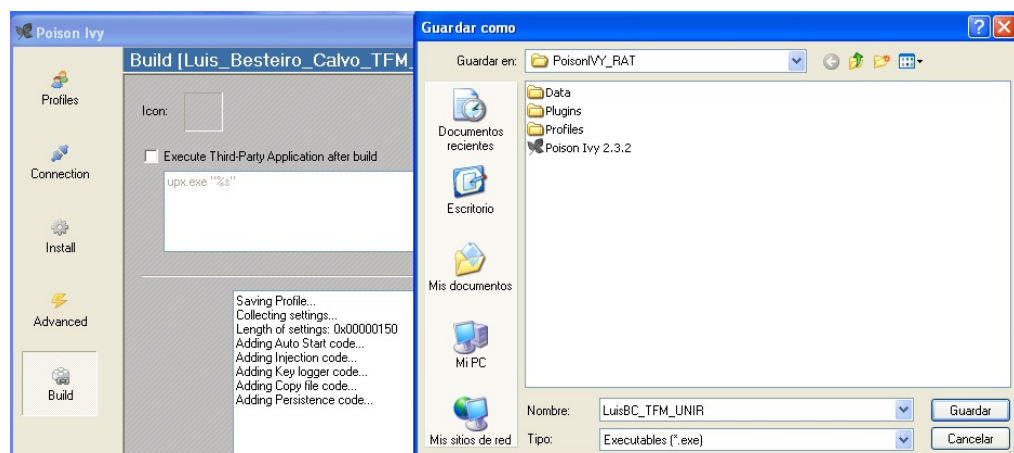 Poison Ivy
Build [Luis_Besteiro_Calvo_TFM_
Profiles
Connection
Install
Advanced
Build
Icon:
Execute Third-Party Application after build
upx.exe "%s"
Saving Profile...
Collecting settings...
Length of settings: 0x00000150
Adding Auto Start code...
Adding Injection code...
Adding Key logger code...
Adding Copy file code...
Adding Persistence code...
Guardar como
Guardar en: PoisonIVY_RAT
Documentos
recientes
Escritorio
Mis documentos
Mi PC
Mis sitios de red
Data
Plugins
Profiles
Poison Ivy 2.3.2
Nombre: LuisBC_TFM_UNIR Guardar
Tipo: Executables (*.exe) Cancelar